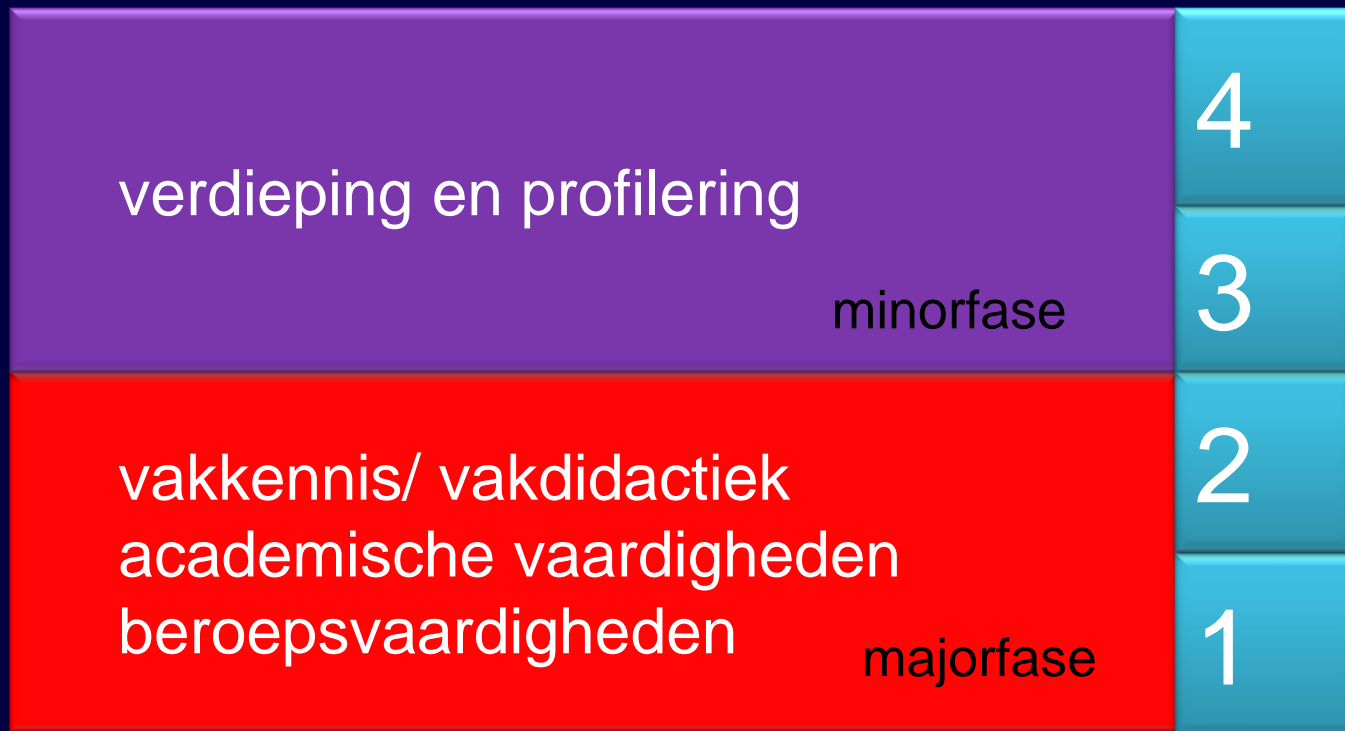 4
verdieping en profilering
3
minorfase
2
vakkennis/ vakdidactiek
academische vaardigheden
beroepsvaardigheden
majorfase
1